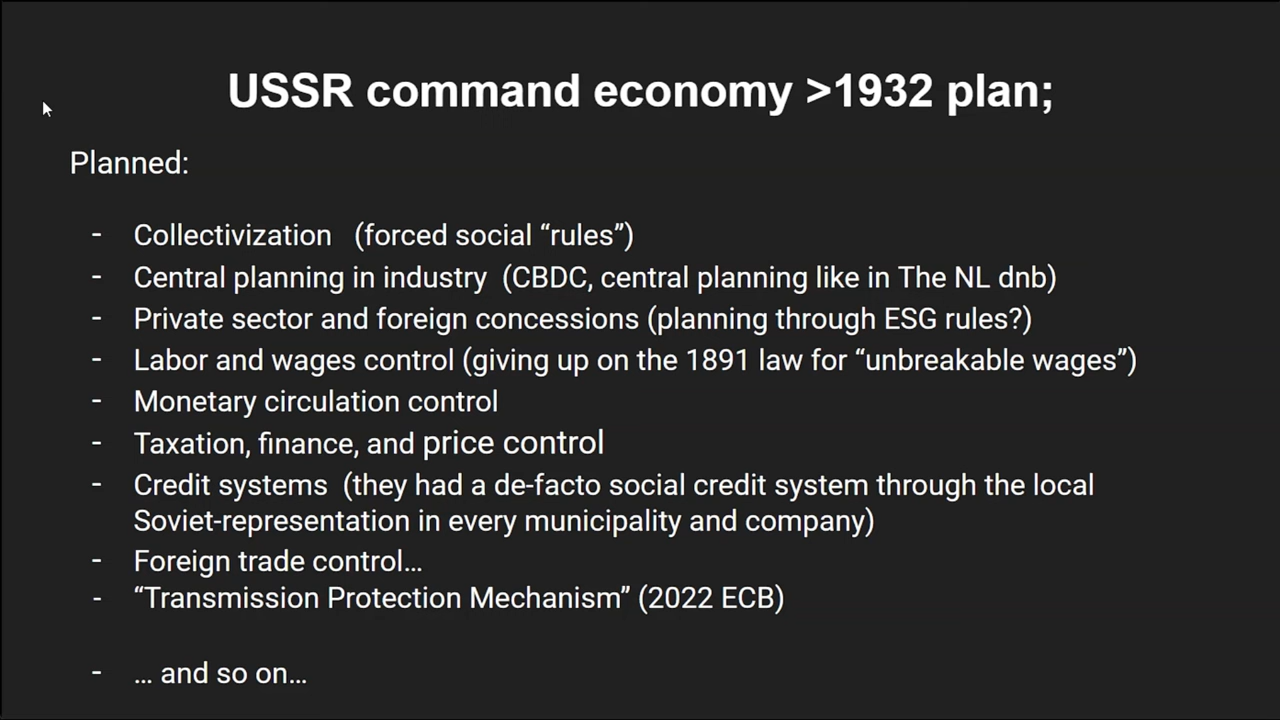 USSR command economy >1932 plan;
Planned:
- Collectivization (forced social “rules”)
- Central planning in industry (CBDC, central planning like in The NL dnb)
- Private sector and foreign concessions (planning through ESG rules?)
- Labor and wages control (giving up on the 1891 law for “unbreakable wages”)
- Monetary circulation control
- Taxation, finance, and price control
- Credit systems (they had a de-facto social credit system through the local
Soviet-representation in every municipality and company)
- Foreign trade control…
- “Transmission Protection Mechanism” (2022 ECB)
- … and so on…